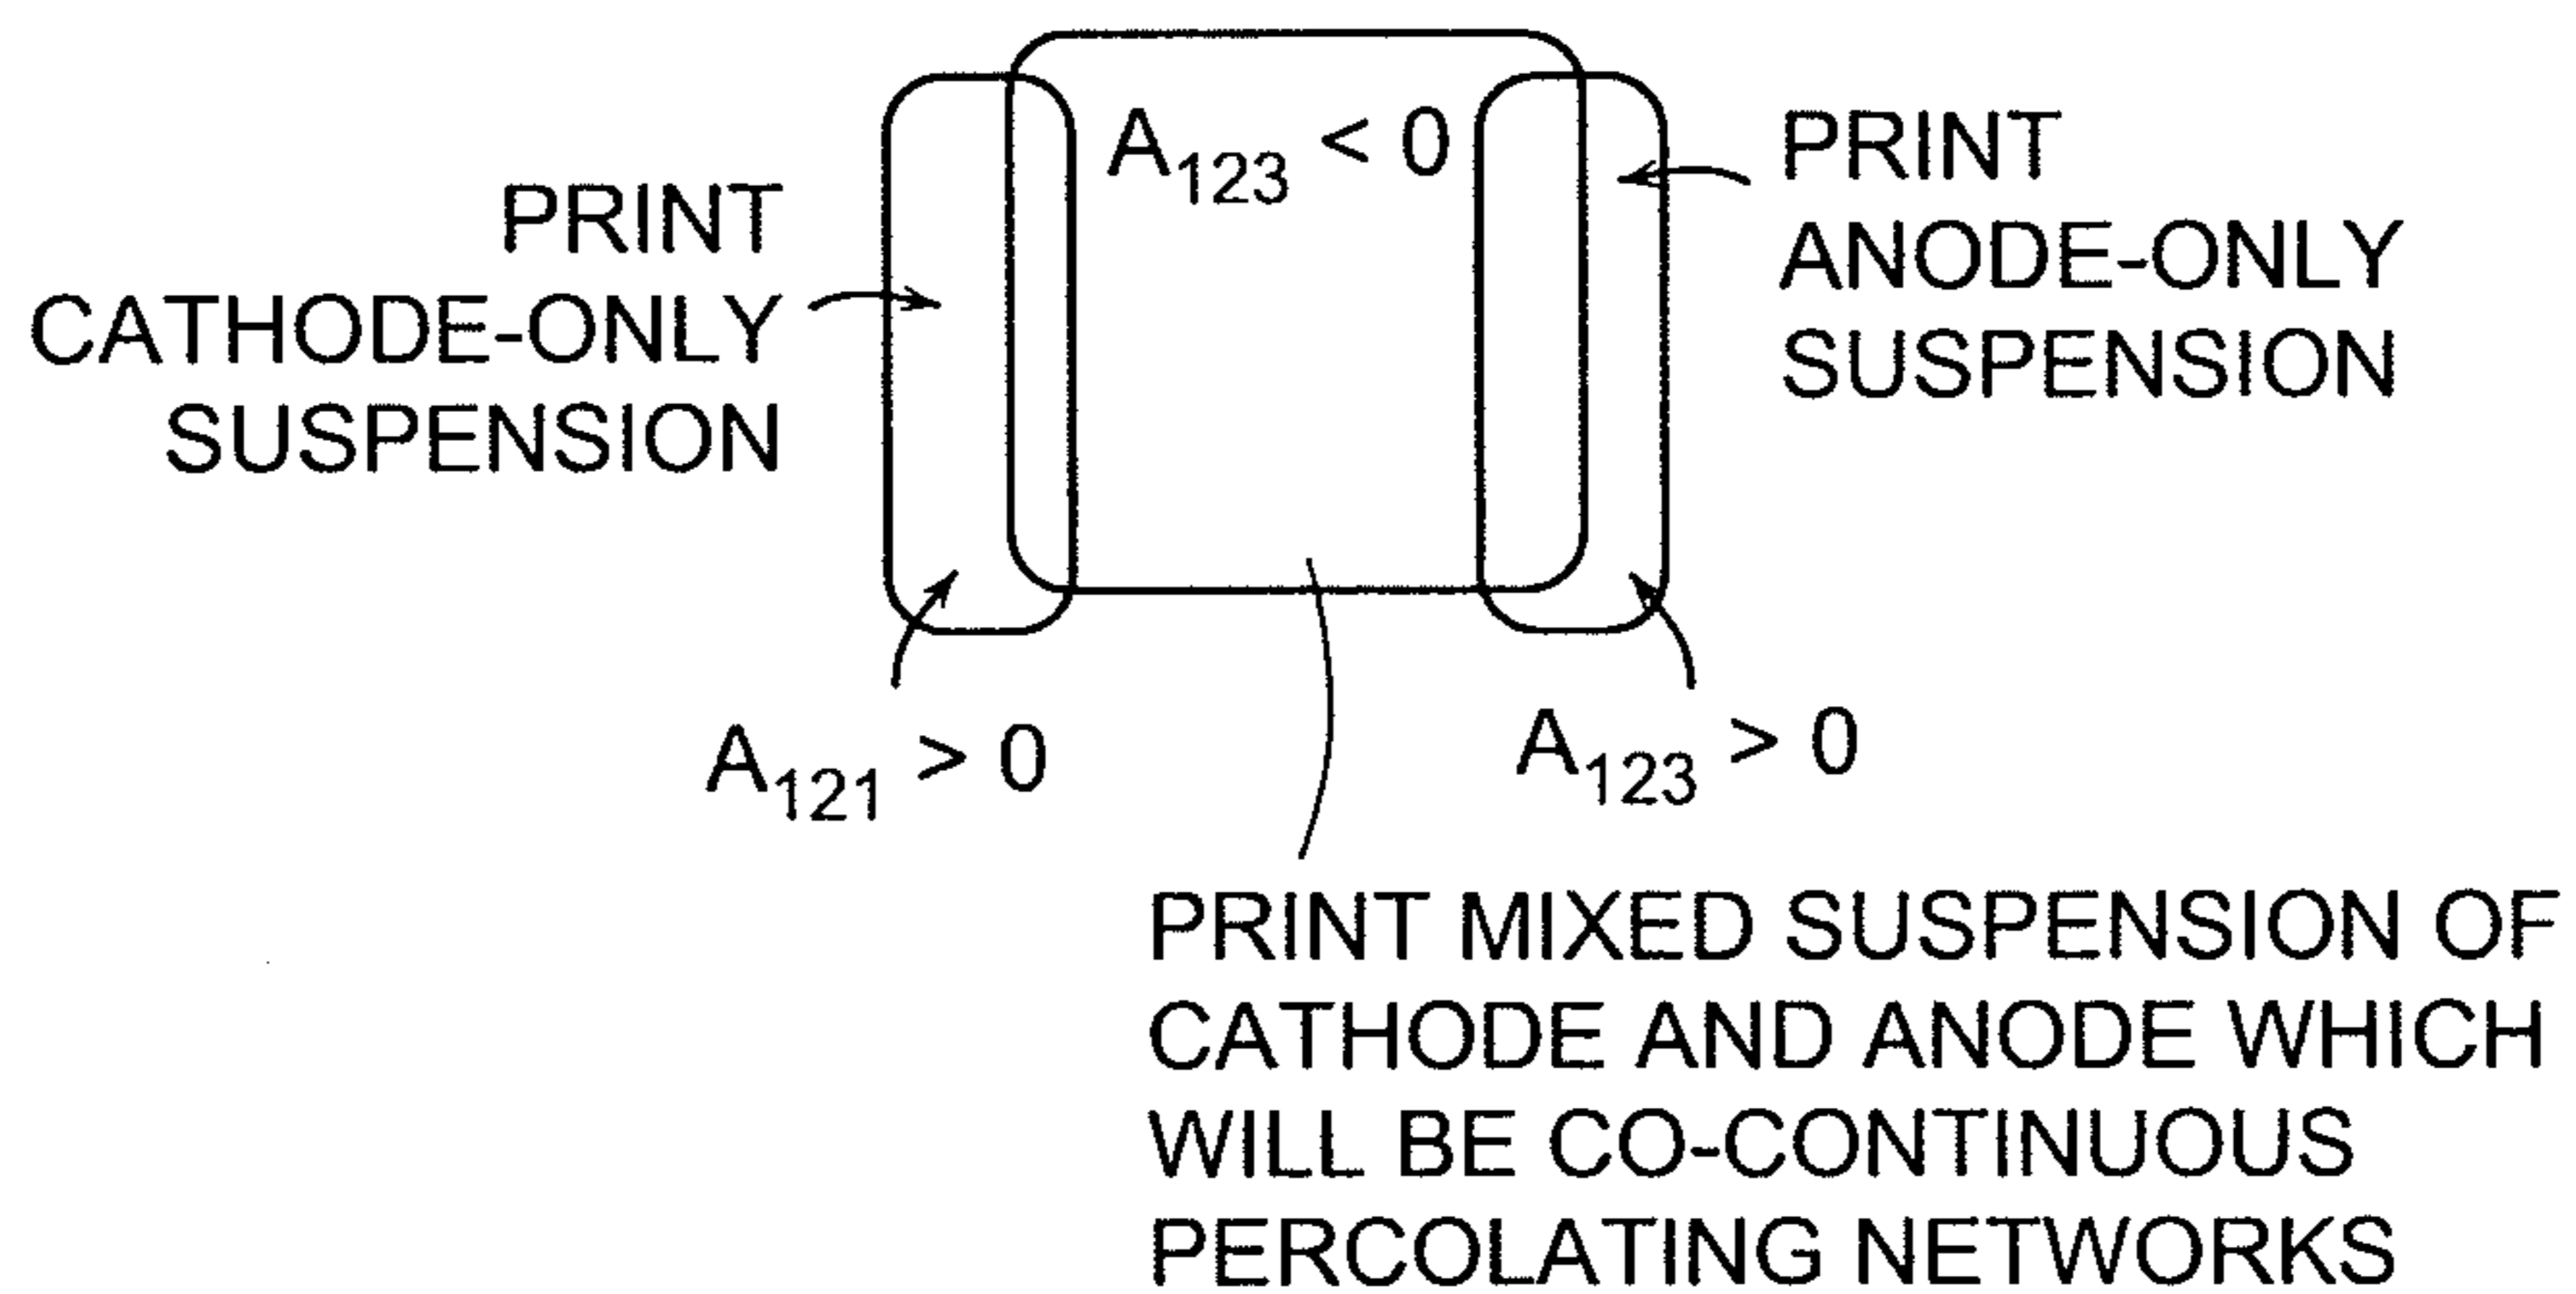 PRINT
CATHODE-ONLY
SUSPENSION
A₁₂₃ < 0
PRINT
ANODE-ONLY
SUSPENSION
A₁₂₁ > 0
A₁₂₃ > 0
PRINT MIXED SUSPENSION OF
CATHODE AND ANODE WHICH
WILL BE CO-CONTINUOUS
PERCOLATING NETWORKS